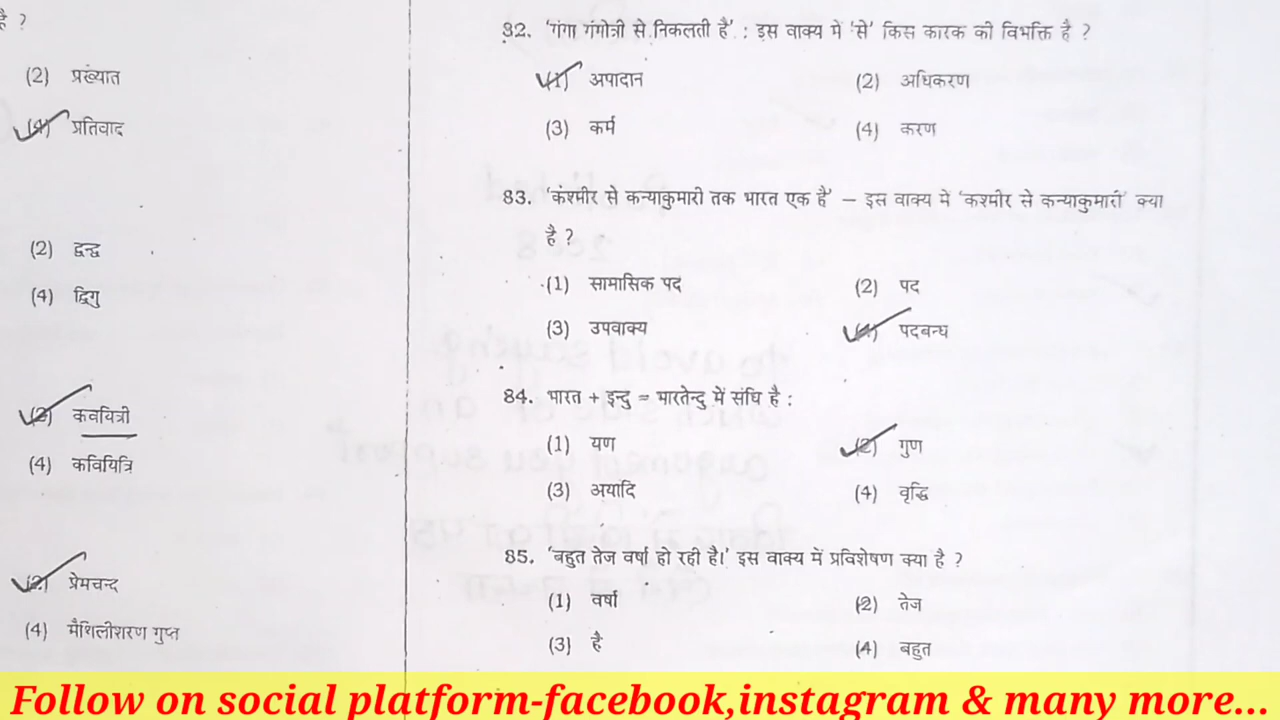 है ?
(2) प्रख्यात
(4) प्रतिवाद
(2) द्वन्द्व
(4) द्विगु
(2) कवयित्री
(4) कवियित्रि
(2) प्रेमचन्द
(4) मैथिलीशरण गुप्त
82. 'गंगा गंगोत्री से निकलती है' : इस वाक्य में 'से' किस कारक की विभक्ति है ?
(1) अपादान (2) अधिकरण
(3) कर्म (4) करण
83. 'कश्मीर से कन्याकुमारी तक भारत एक है' – इस वाक्य में 'कश्मीर से कन्याकुमारी' क्या
है ?
(1) सामासिक पद (2) पद
(3) उपवाक्य (4) पदबन्ध
84. भारत + इन्दु = भारतेन्दु में संधि है :
(1) यण (2) गुण
(3) अयादि (4) वृद्धि
85. 'बहुत तेज वर्षा हो रही है।' इस वाक्य में प्रविशेषण क्या है ?
(1) वर्षा (2) तेज
(3) है (4) बहुत
Follow on social platform-facebook,instagram & many more...